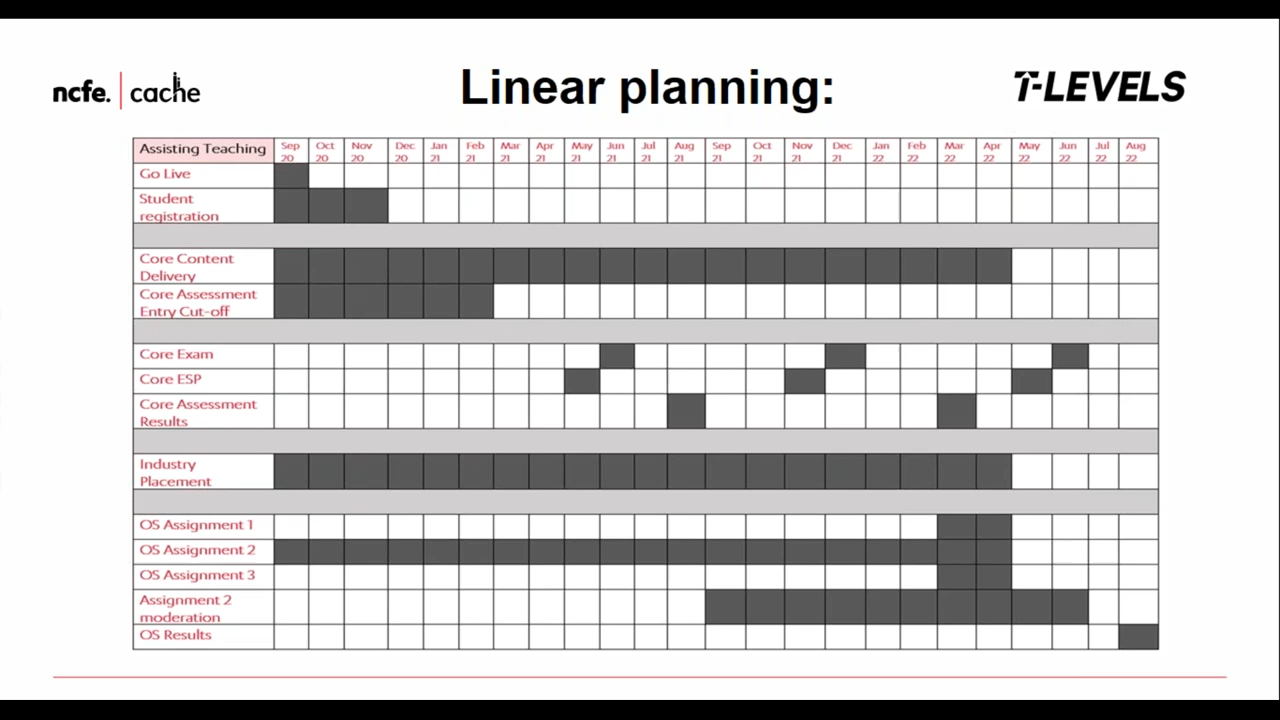 ncfe. cache
Linear planning:
T-LEVELS
Assisting Teaching Sep Oct Nov Dec Jan Feb Mar Apr May Jun Jul Aug Sep Oct Nov Dec Jan Feb Mar Apr May Jun Jul Aug
20 20 20 20 21 21 21 21 21 21 21 21 21 21 21 21 22 22 22 22 22 22 22 22
Go Live
Student
registration
Core Content
Delivery
Core Assessment
Entry Cut-off
Core Exam
Core ESP
Core Assessment
Results
Industry
Placement
OS Assignment 1
OS Assignment 2
OS Assignment 3
Assignment 2
moderation
OS Results